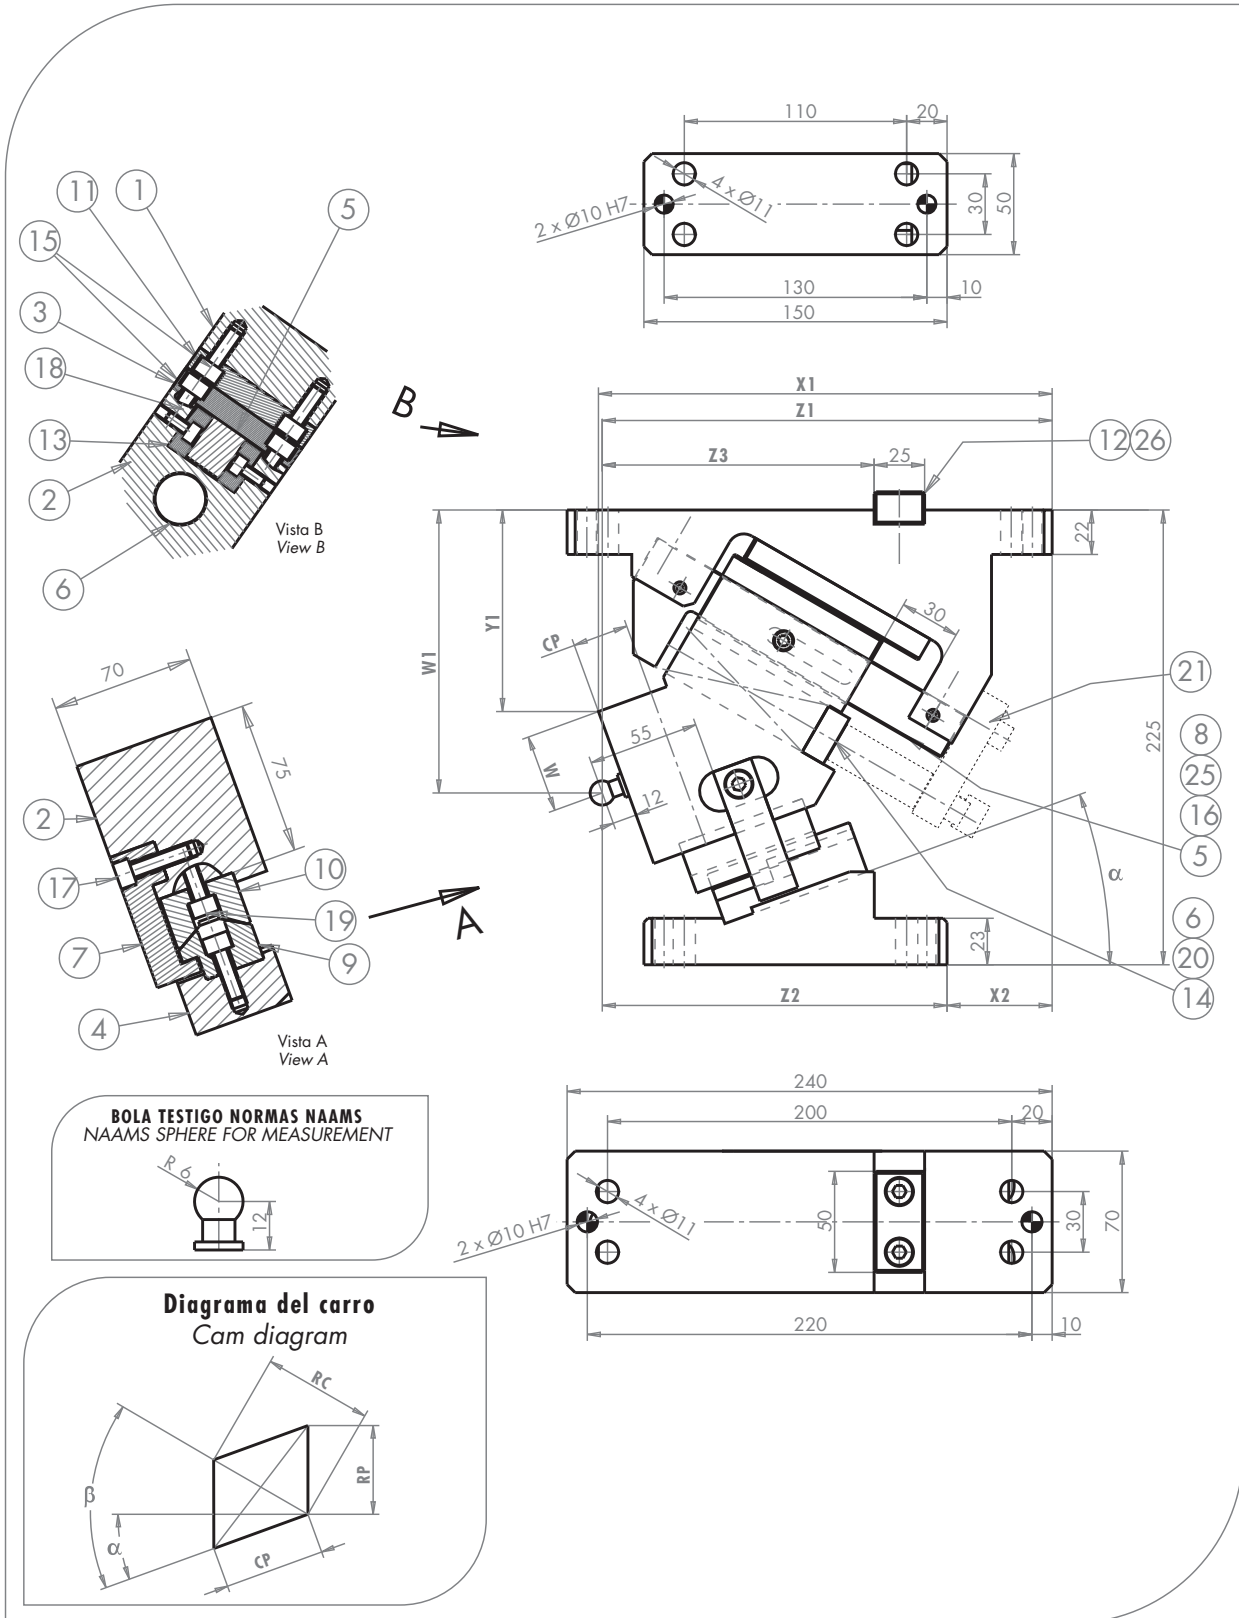 110
20
4 x Ø11
2 x Ø10 H7
30
50
130
10
150
11
1
5
15
3
18
13
2
6
Vista B
View B
B
X1
Z1
Z3
25
12
26
22
W1
Y1
CP
30
21
225
55
W
12
8
25
16
5
α
6
20
14
23
Z2
X2
70
75
2
17
10
19
7
9
4
A
Vista A
View A
BOLA TESTIGO NORMAS NAAMS
NAAMS SPHERE FOR MEASUREMENT
R 6
12
240
200
20
4 x Ø11
2 x Ø10 H7
50
30
70
220
10
Diagrama del carro
Cam diagram
RC
RP
β
α
CP